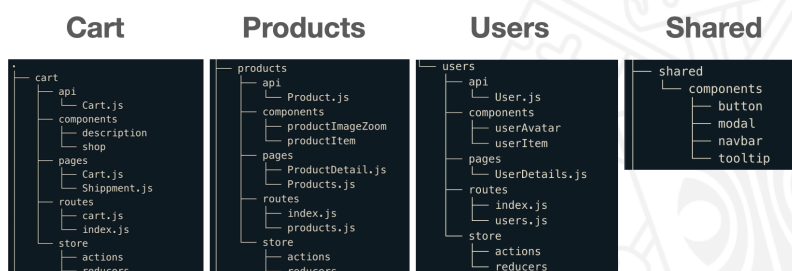 Cart
.
├── cart
    ├── api
    │   └── Cart.js
    ├── components
    │   ├── description
    │   └── shop
    ├── pages
    │   ├── Cart.js
    │   └── Shippment.js
    ├── routes
    │   ├── cart.js
    │   └── index.js
    └── store
        ├── actions
        └── reducers
Products
├── products
    ├── api
    │   └── Product.js
    ├── components
    │   ├── productImageZoom
    │   └── productItem
    ├── pages
    │   ├── ProductDetail.js
    │   └── Products.js
    ├── routes
    │   ├── index.js
    │   └── products.js
    └── store
        ├── actions
        └── reducers
Users
└── users
    ├── api
    │   └── User.js
    ├── components
    │   ├── userAvatar
    │   └── userItem
    ├── pages
    │   └── UserDetails.js
    ├── routes
    │   ├── index.js
    │   └── users.js
    └── store
        ├── actions
        └── reducers
Shared
├── shared
    └── components
        ├── button
        ├── modal
        ├── navbar
        └── tooltip